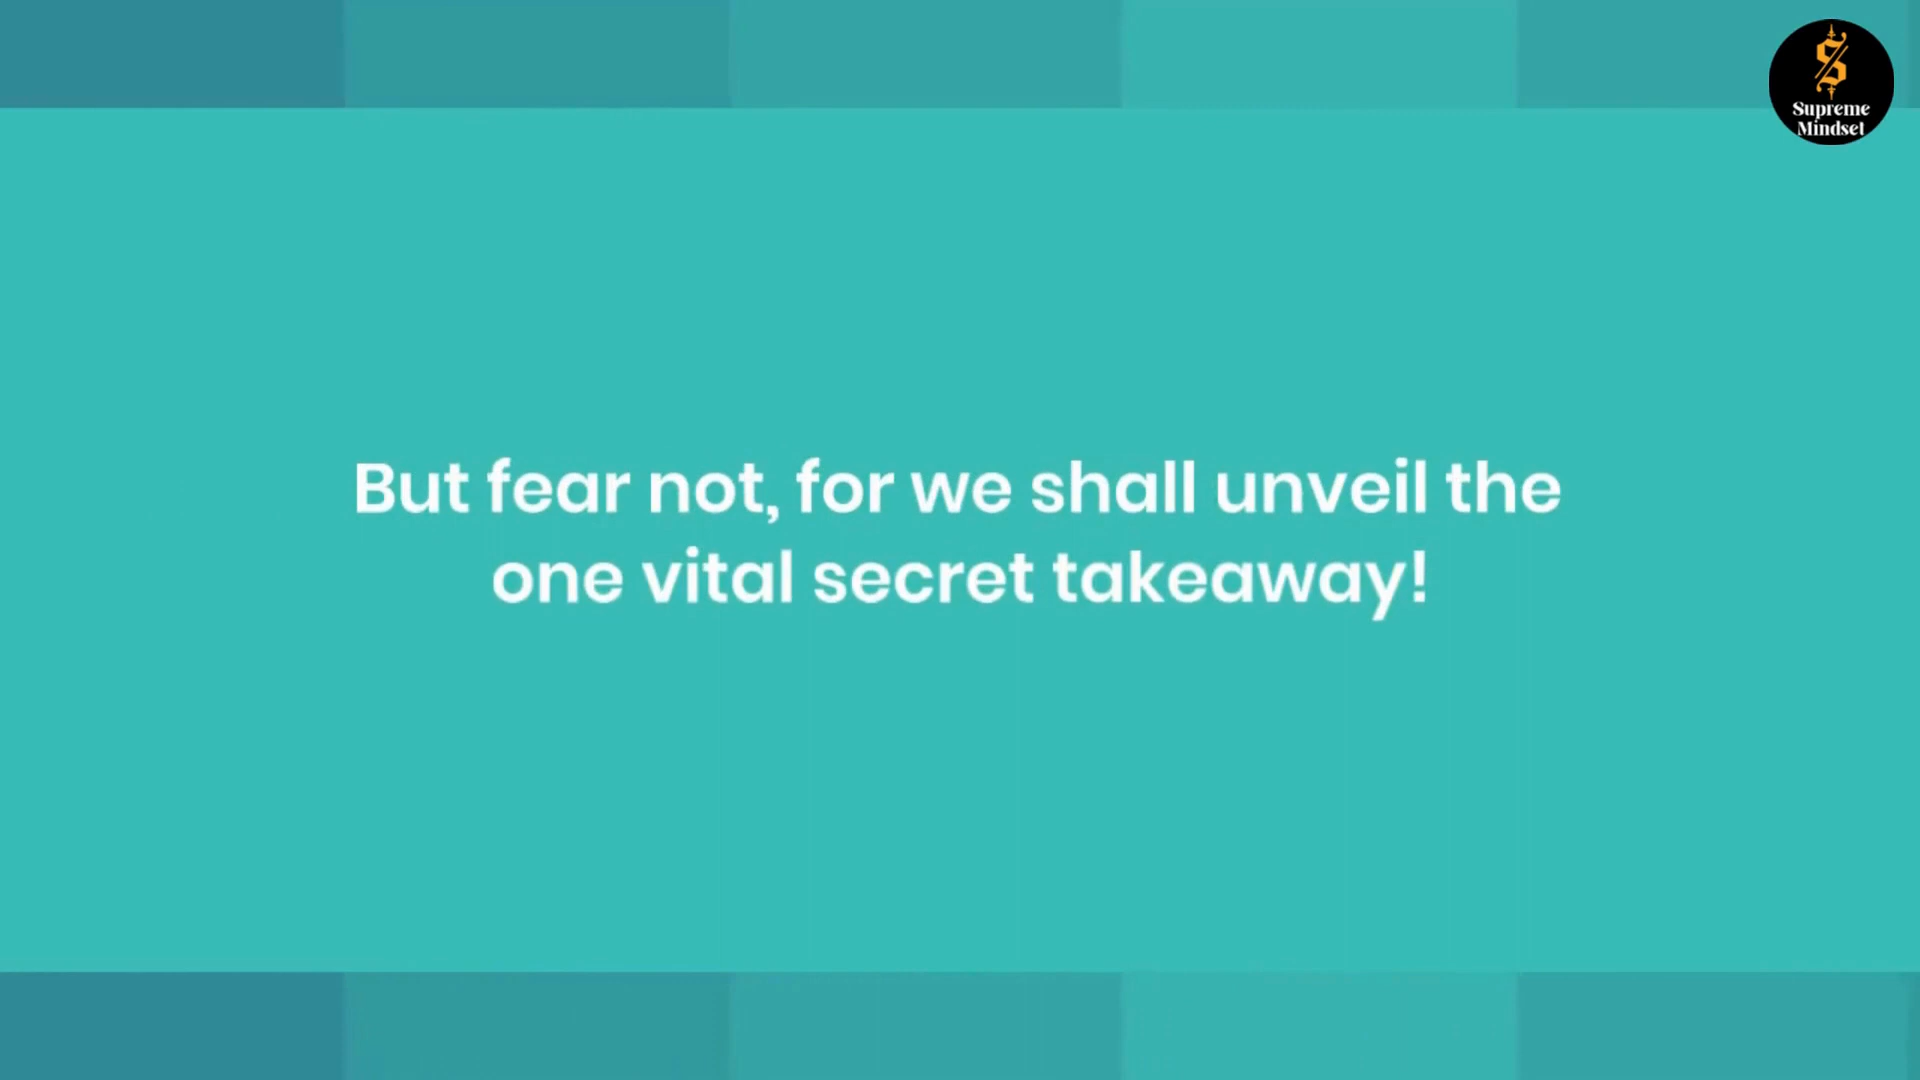 Supreme
Mindset
But fear not, for we shall unveil the
one vital secret takeaway!